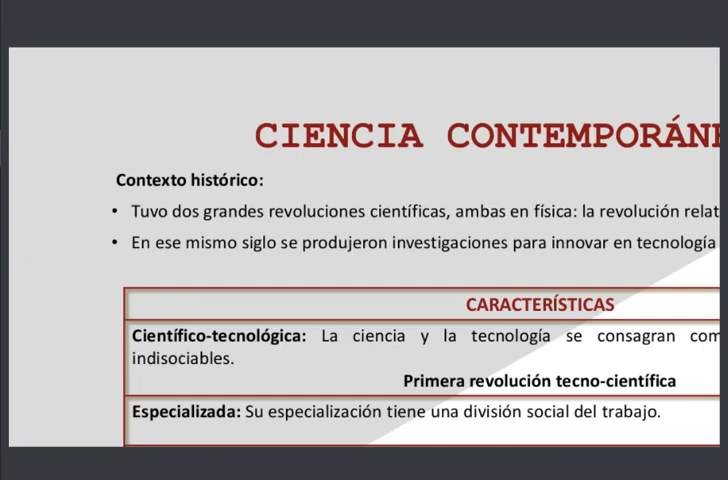 CIENCIA CONTEMPORÁN
Contexto histórico:
• Tuvo dos grandes revoluciones científicas, ambas en física: la revolución relat
• En ese mismo siglo se produjeron investigaciones para innovar en tecnología
CARACTERÍSTICAS
Científico-tecnológica: La ciencia y la tecnología se consagran com
indisociables.
Primera revolución tecno-científica
Especializada: Su especialización tiene una división social del trabajo.